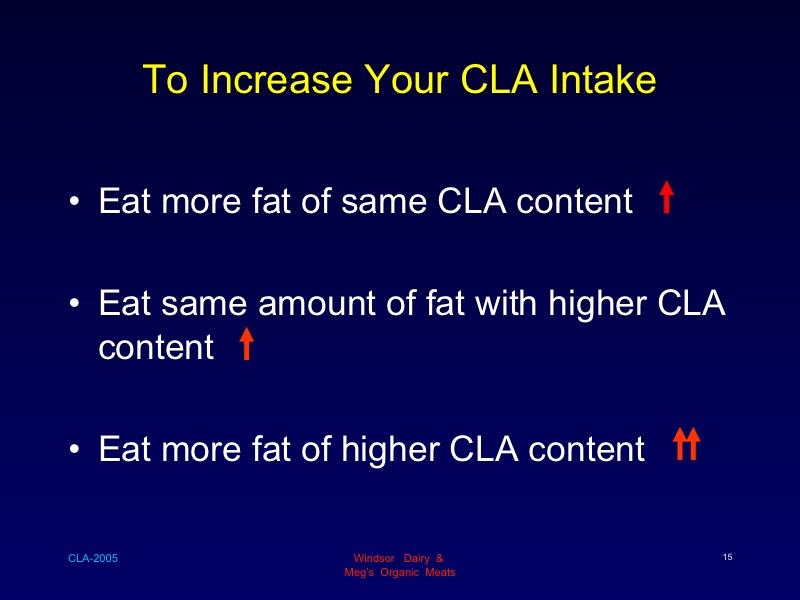 To Increase Your CLA Intake
• Eat more fat of same CLA content
• Eat same amount of fat with higher CLA
content
• Eat more fat of higher CLA content
CLA-2005
Windsor Dairy &
Meg's Organic Meats
15